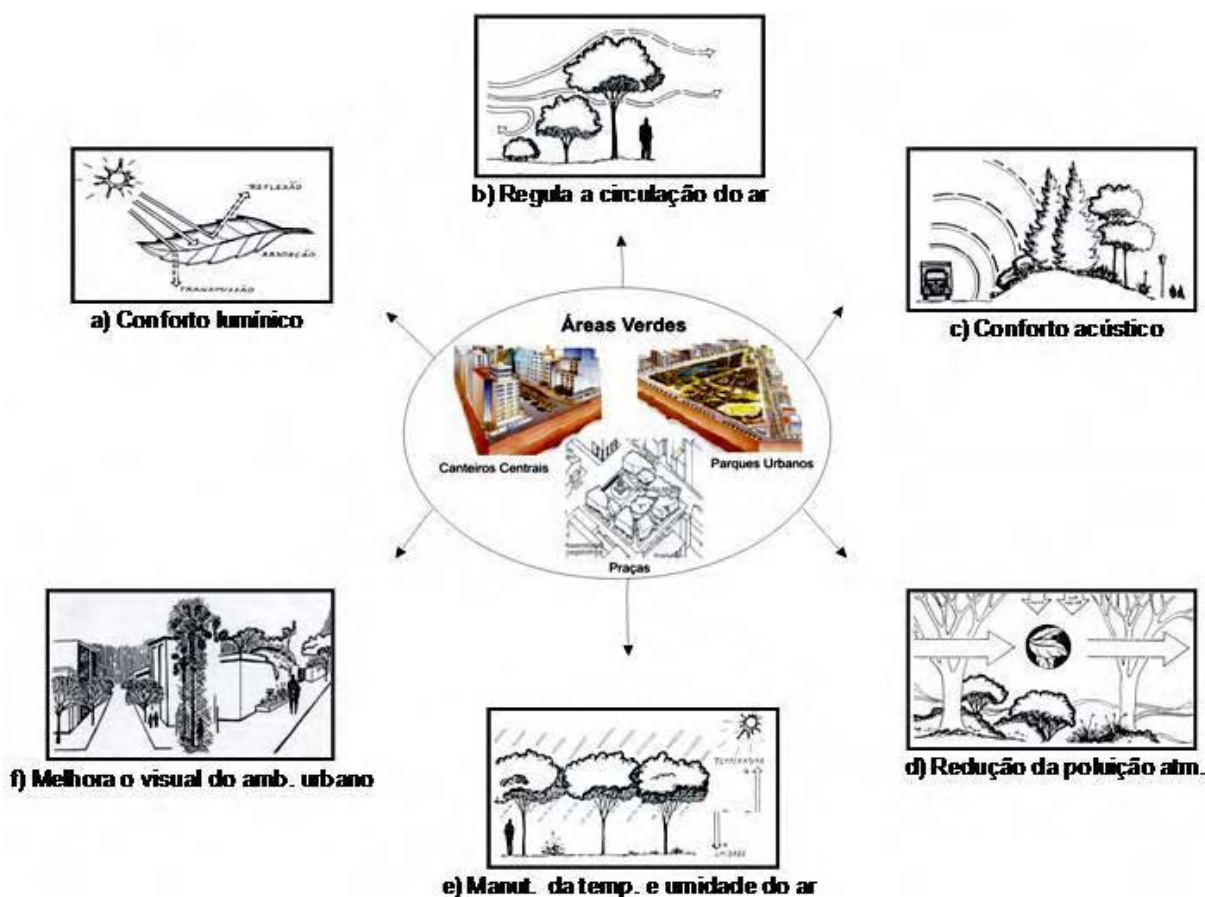 b) Regula a circulação do ar
REFLEXÃO
ABSORÇÃO
TRANSMISSÃO
a) Conforto lumínico
c) Conforto acústico
Áreas Verdes
Canteiros Centrais
Parques Urbanos
Praças
f) Melhora o visual do amb. urbano
d) Redução da poluição atm.
TEMPERATURA
UMIDADE
e) Manut. da temp. e umidade do ar